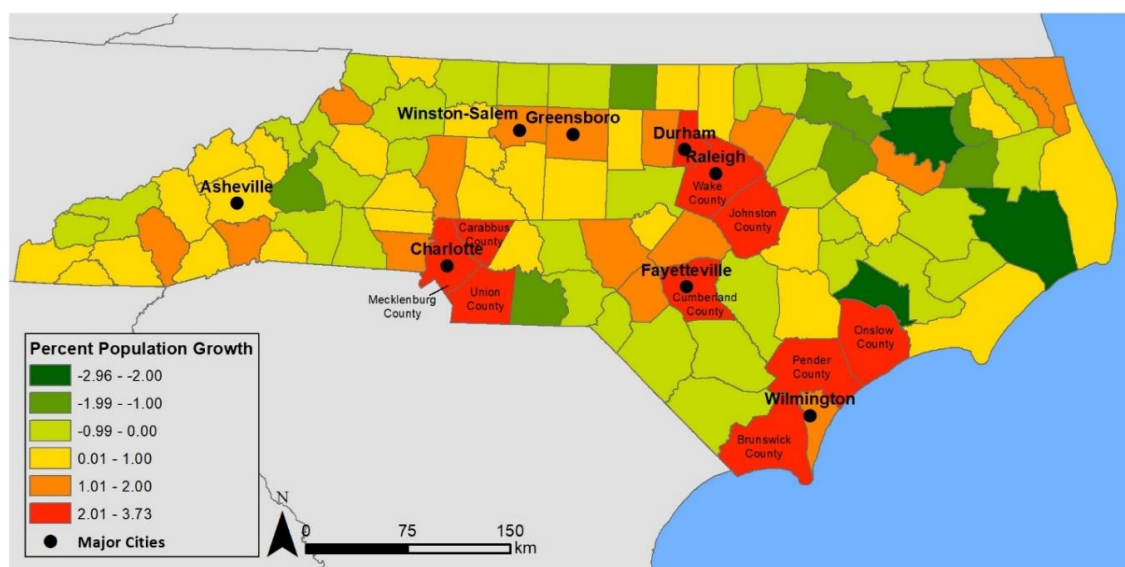 Winston-Salem
Greensboro
Durham
Raleigh
Wake
County
Asheville
Johnston
County
Carabbus
County
Charlotte
Mecklenburg
County
Union
County
Fayetteville
Cumberland
County
Onslow
County
Pender
County
Wilmington
Brunswick
County
Percent Population Growth
-2.96 - -2.00
-1.99 - -1.00
-0.99 - 0.00
0.01 - 1.00
1.01 - 2.00
2.01 - 3.73
Major Cities
N
0 75 150
km